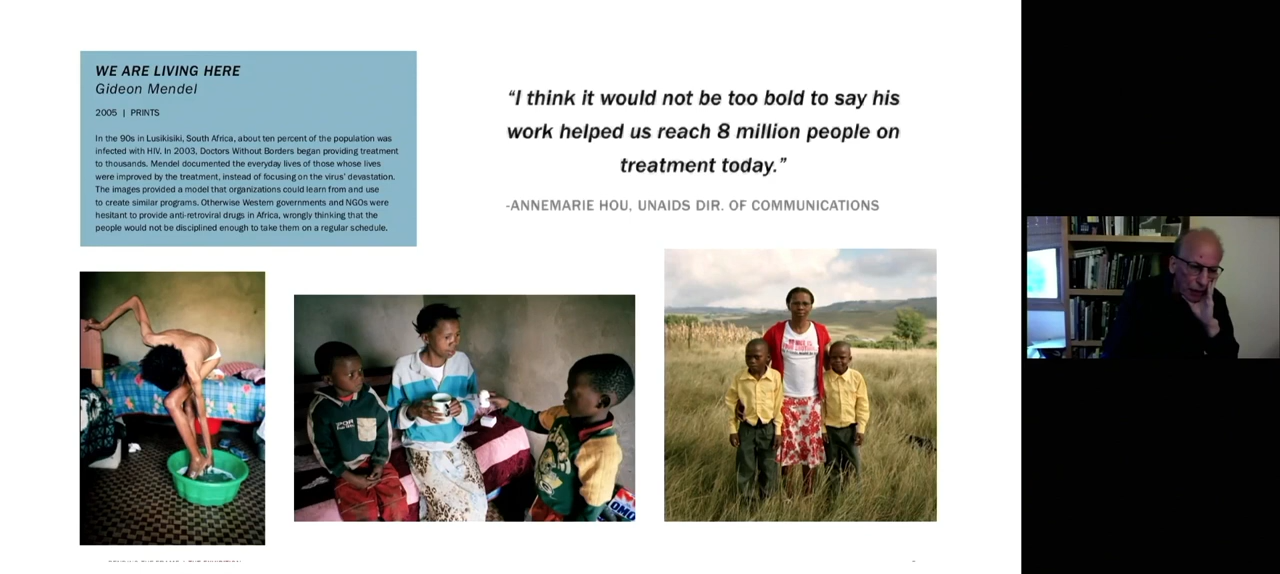 WE ARE LIVING HERE
Gideon Mendel
2005 | PRINTS
In the 90s in Lusikisiki, South Africa, about ten percent of the population was
infected with HIV. In 2003, Doctors Without Borders began providing treatment
to thousands. Mendel documented the everyday lives of those whose lives
were improved by the treatment, instead of focusing on the virus' devastation.
The images provided a model that organizations could learn from and use
to create similar programs. Otherwise Western governments and NGOs were
hesitant to provide anti-retroviral drugs in Africa, wrongly thinking that the
people would not be disciplined enough to take them on a regular schedule.
“I think it would not be too bold to say his
work helped us reach 8 million people on
treatment today.”
-ANNEMARIE HOU, UNAIDS DIR. OF COMMUNICATIONS
OMO